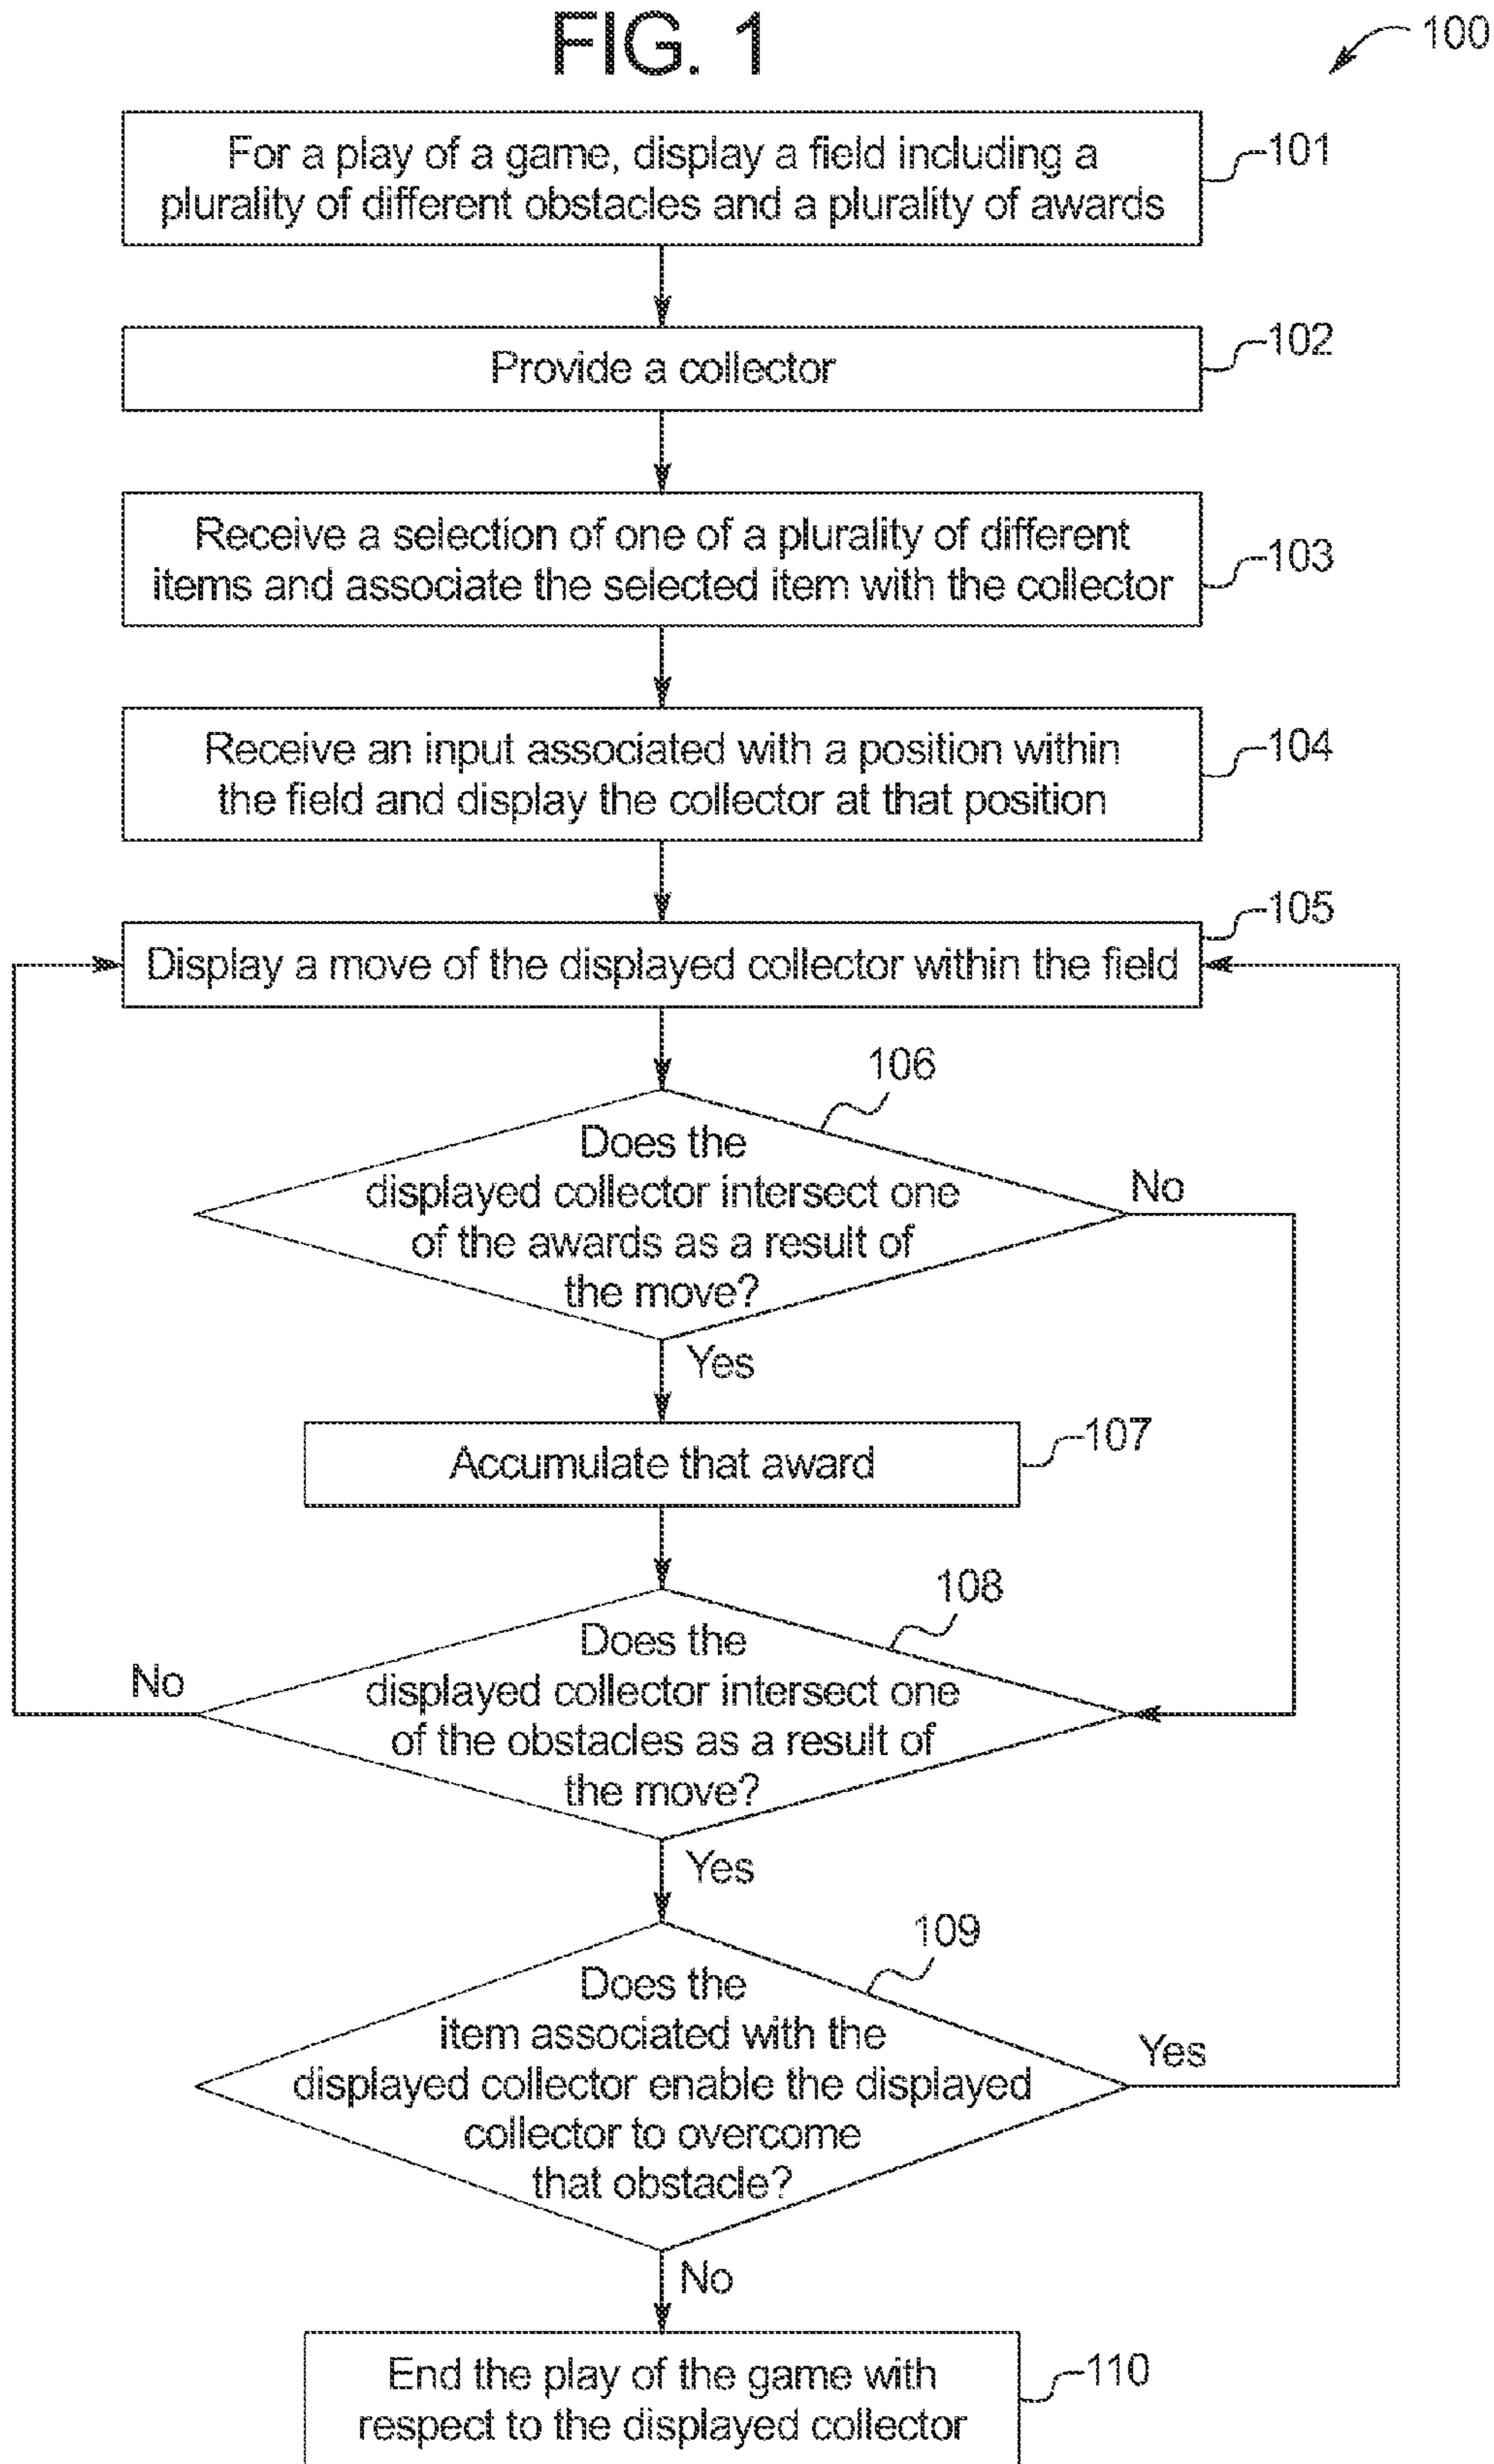 FIG. 1
100
For a play of a game, display a field including a
plurality of different obstacles and a plurality of awards
101
Provide a collector
102
Receive a selection of one of a plurality of different
items and associate the selected item with the collector
103
Receive an input associated with a position within
the field and display the collector at that position
104
105
Display a move of the displayed collector within the field
106
Does the
displayed collector intersect one
of the awards as a result of
the move?
No
Yes
Accumulate that award
107
108
Does the
displayed collector intersect one
of the obstacles as a result of
the move?
No
Yes
109
Does the
item associated with the
displayed collector enable the displayed
collector to overcome
that obstacle?
Yes
No
End the play of the game with
respect to the displayed collector
110